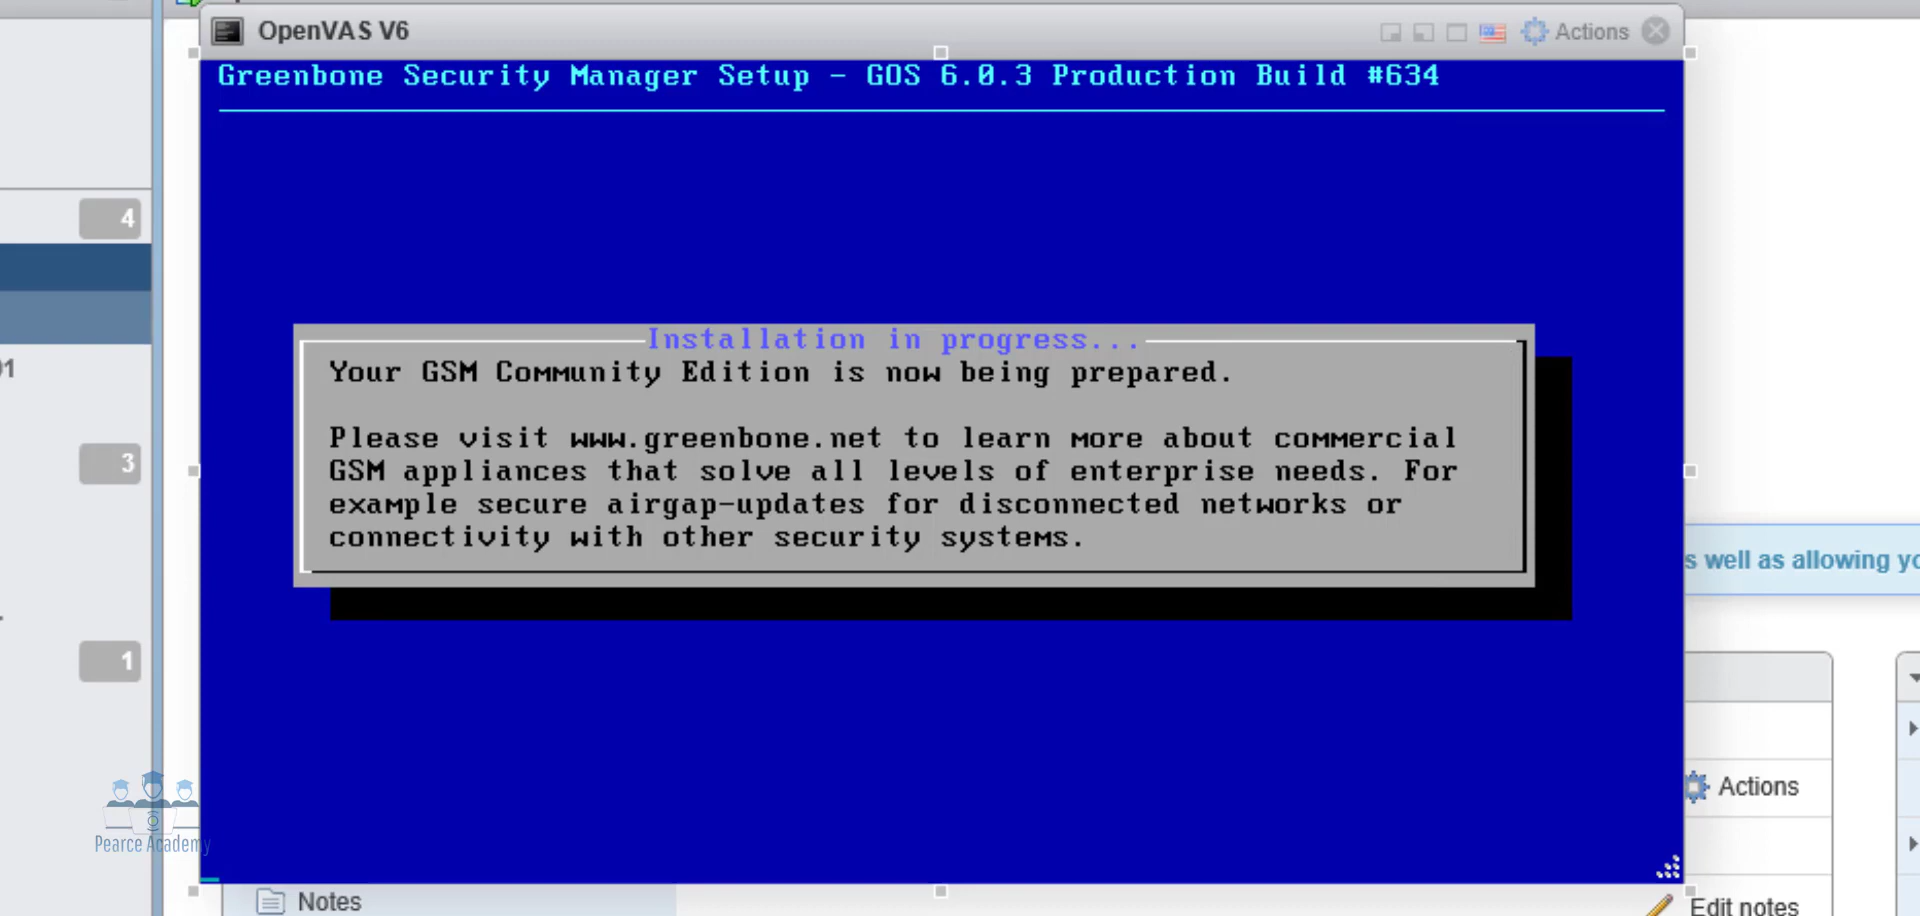 OpenVAS V6
Actions
Greenbone Security Manager Setup - GOS 6.0.3 Production Build #634
4
Installation in progress...
Your GSM Community Edition is now being prepared.
Please visit www.greenbone.net to learn more about commercial
GSM appliances that solve all levels of enterprise needs. For
example secure airgap-updates for disconnected networks or
connectivity with other security systems.
3
s well as allowing yo
1
Actions
Pearce Academy
Notes
Edit notes